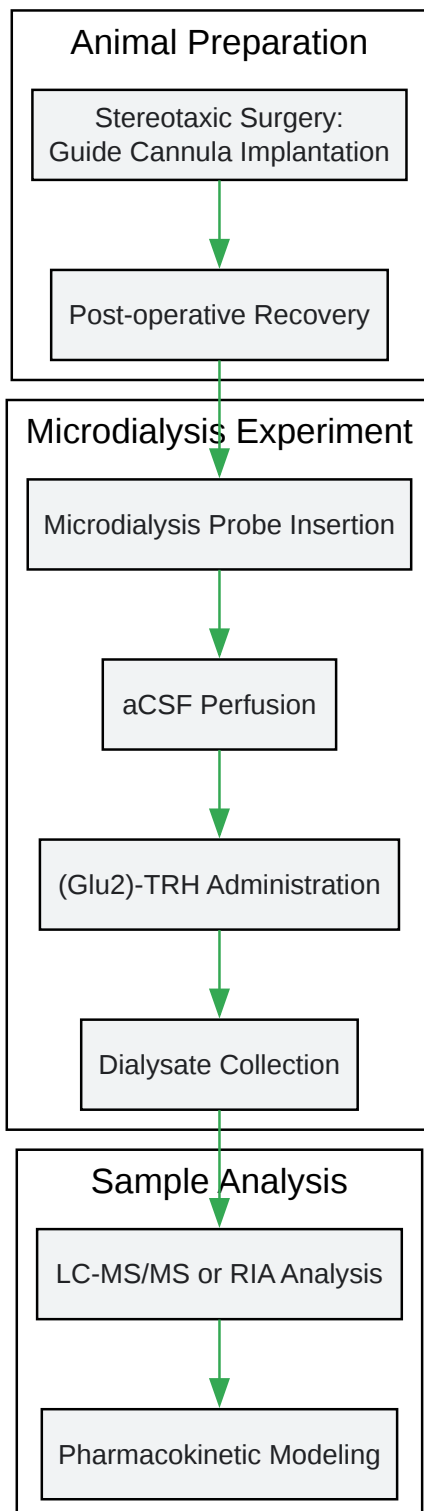 Animal Preparation
Stereotaxic Surgery:
Guide Cannula Implantation
Post-operative Recovery
Microdialysis Experiment
Microdialysis Probe Insertion
aCSF Perfusion
(Glu2)-TRH Administration
Dialysate Collection
Sample Analysis
LC-MS/MS or RIA Analysis
Pharmacokinetic Modeling